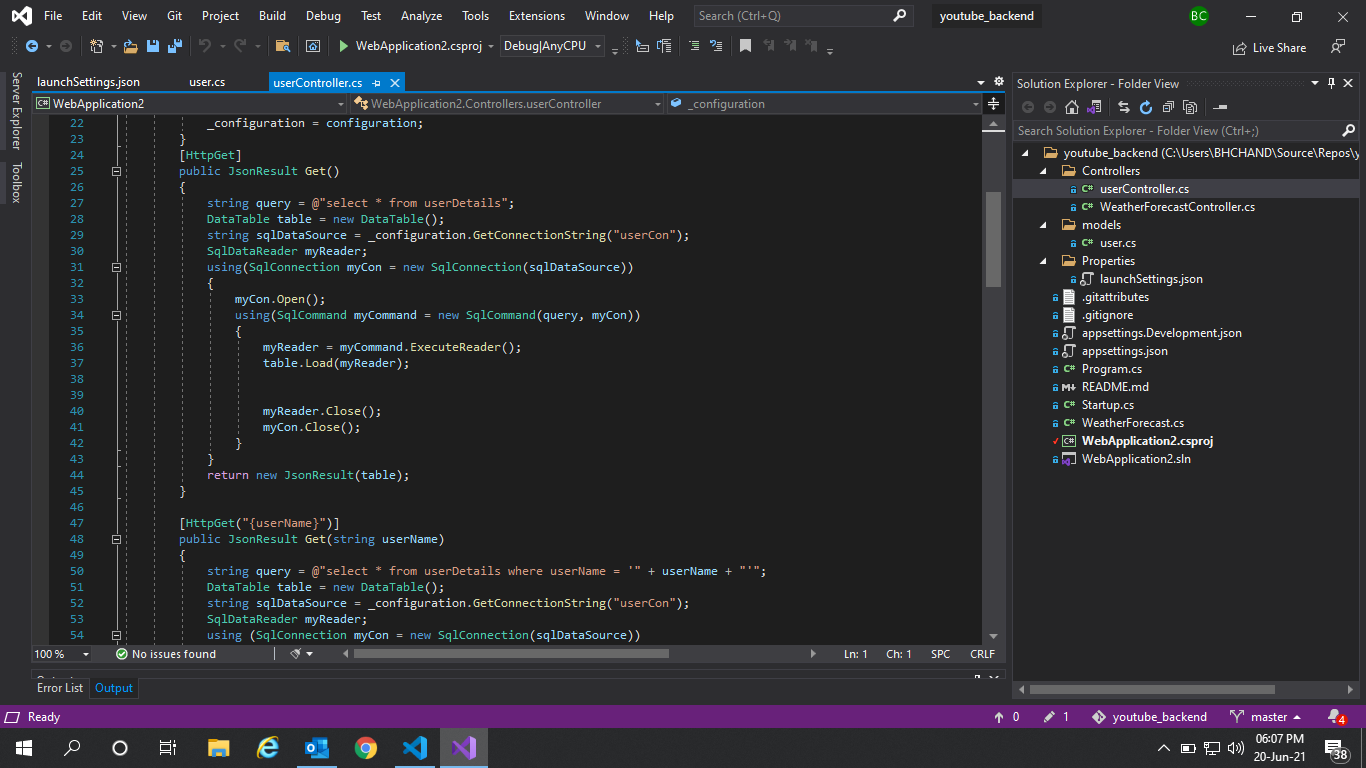 File Edit View Git Project Build Debug Test Analyze Tools Extensions Window Help Search (Ctrl+Q) youtube_backend BC
WebApplication2.csproj Debug|AnyCPU Live Share
launchSettings.json user.cs userController.cs
Server Explorer
Toolbox
C# WebApplication2 WebApplication2.Controllers.userController _configuration
22 _configuration = configuration;
23 }
24 [HttpGet]
25 public JsonResult Get()
26 {
27 string query = @"select * from userDetails";
28 DataTable table = new DataTable();
29 string sqlDataSource = _configuration.GetConnectionString("userCon");
30 SqlDataReader myReader;
31 using(SqlConnection myCon = new SqlConnection(sqlDataSource))
32 {
33 myCon.Open();
34 using(SqlCommand myCommand = new SqlCommand(query, myCon))
35 {
36 myReader = myCommand.ExecuteReader();
37 table.Load(myReader);
38
39
40 myReader.Close();
41 myCon.Close();
42 }
43 }
44 return new JsonResult(table);
45 }
46
47 [HttpGet("{userName}")]
48 public JsonResult Get(string userName)
49 {
50 string query = @"select * from userDetails where userName = '" + userName + "'";
51 DataTable table = new DataTable();
52 string sqlDataSource = _configuration.GetConnectionString("userCon");
53 SqlDataReader myReader;
54 using (SqlConnection myCon = new SqlConnection(sqlDataSource))
100 % No issues found Ln: 1 Ch: 1 SPC CRLF
Error List Output
Solution Explorer - Folder View
Search Solution Explorer - Folder View (Ctrl+;)
youtube_backend (C:\Users\BHCHAND\Source\Repos\y
Controllers
C# userController.cs
C# WeatherForecastController.cs
models
C# user.cs
Properties
launchSettings.json
.gitattributes
.gitignore
appsettings.Development.json
appsettings.json
C# Program.cs
M+ README.md
C# Startup.cs
C# WeatherForecast.cs
C# WebApplication2.csproj
WebApplication2.sln
Ready 0 1 youtube_backend master 4
06:07 PM
20-Jun-21
38